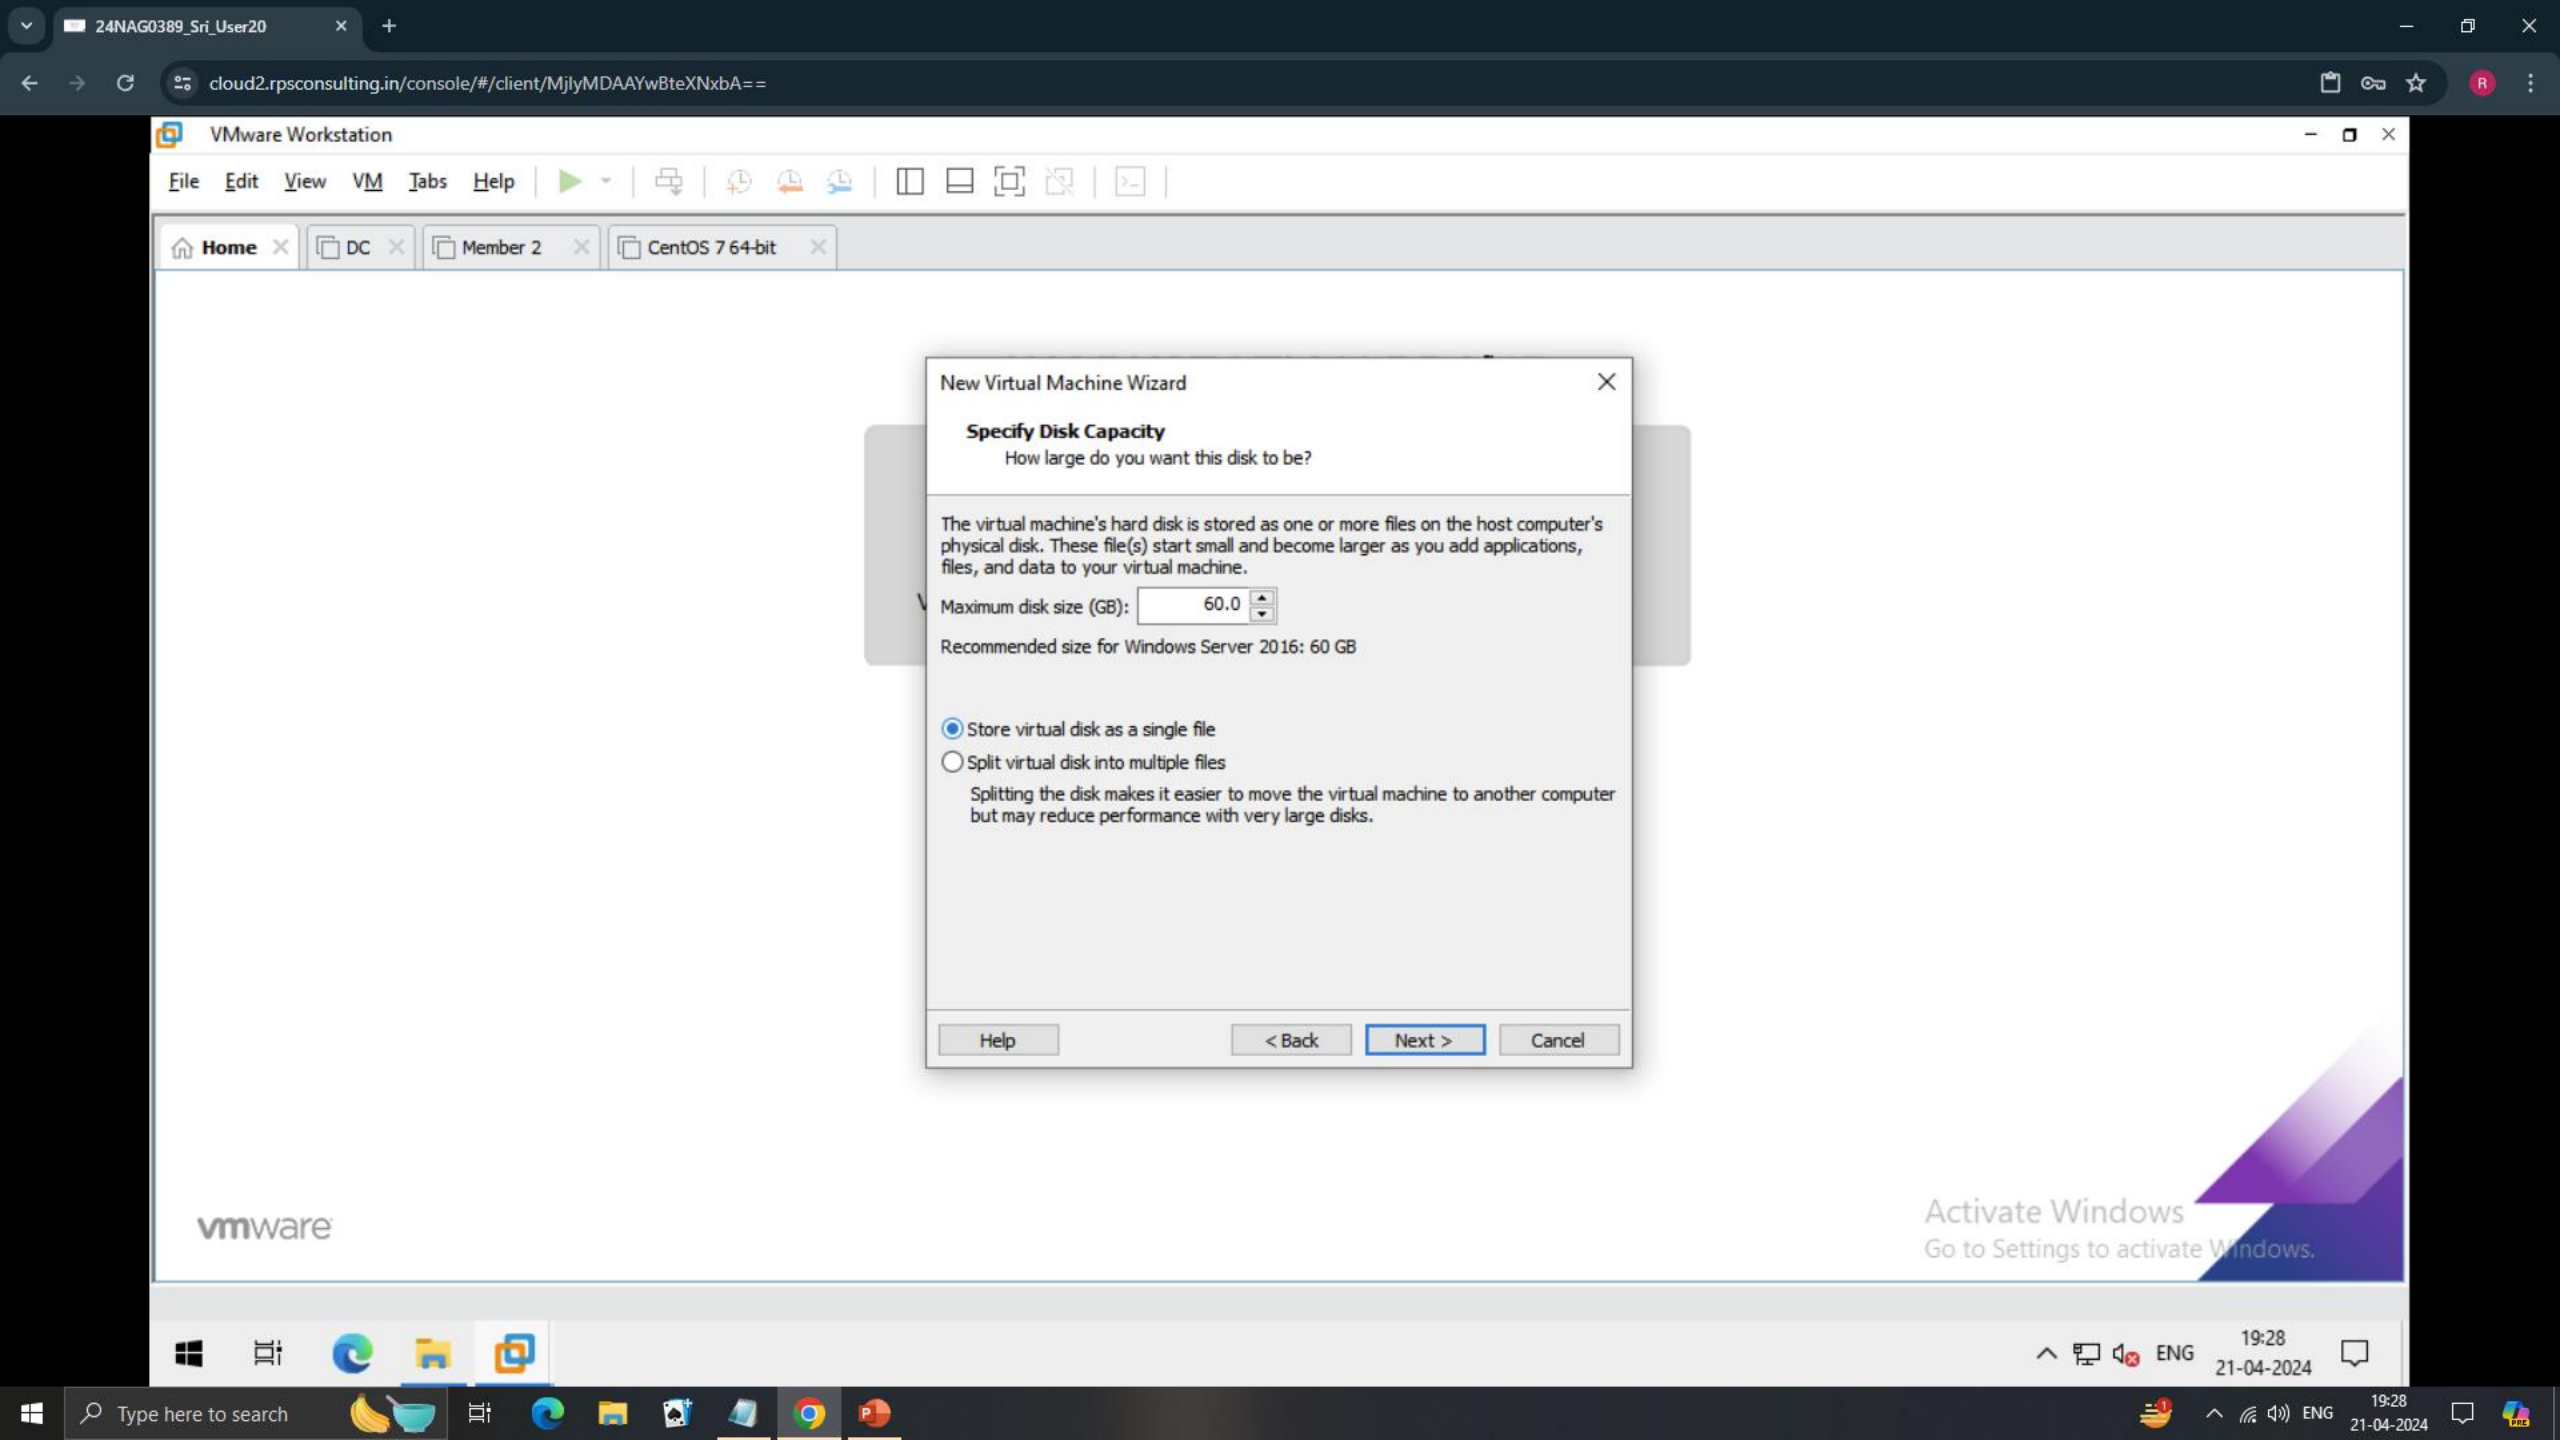 24NAG0389_Sri_User20
cloud2.rpsconsulting.in/console/#/client/MjIyMDAAYwBteXNxbA==
R
VMware Workstation
File Edit View VM Tabs Help
Home DC Member 2 CentOS 7 64-bit
New Virtual Machine Wizard
Specify Disk Capacity
How large do you want this disk to be?
The virtual machine's hard disk is stored as one or more files on the host computer's
physical disk. These file(s) start small and become larger as you add applications,
files, and data to your virtual machine.
Maximum disk size (GB): 60.0
Recommended size for Windows Server 2016: 60 GB
Store virtual disk as a single file
Split virtual disk into multiple files
Splitting the disk makes it easier to move the virtual machine to another computer
but may reduce performance with very large disks.
Help < Back Next > Cancel
vmware
Activate Windows
Go to Settings to activate Windows.
ENG 19:28
21-04-2024
Type here to search
P
1
ENG 19:28
21-04-2024
PRE